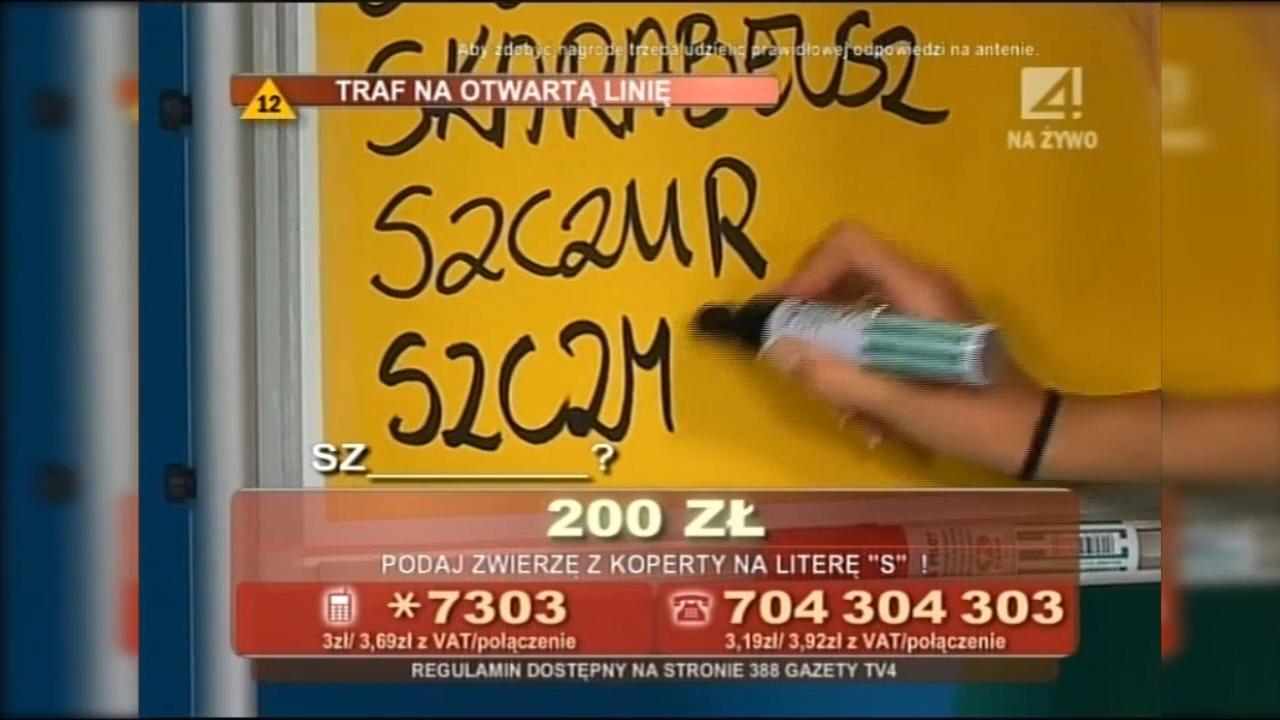 Aby zdobyć nagrodę trzeba udzielić prawidłowej odpowiedzi na antenie.
SKARABEUSZ
12
TRAF NA OTWARTĄ LINIĘ
4!
NA ŻYWO
SZCZUR
SZCZY
SZ__________?
200 ZŁ
PODAJ ZWIERZĘ Z KOPERTY NA LITERĘ "S" !
*7303
704 304 303
3zł/ 3,69zł z VAT/połączenie
3,19zł/ 3,92zł z VAT/połączenie
REGULAMIN DOSTĘPNY NA STRONIE 388 GAZETY TV4